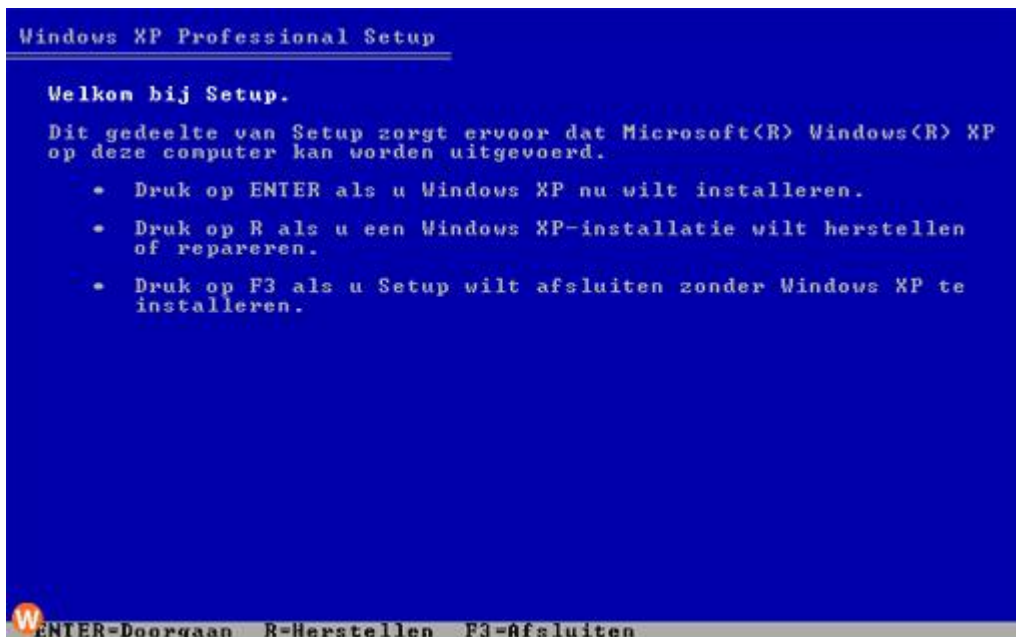 Windows XP Professional Setup
Welkom bij Setup.
Dit gedeelte van Setup zorgt ervoor dat Microsoft(R) Windows(R) XP
op deze computer kan worden uitgevoerd.
• Druk op ENTER als u Windows XP nu wilt installeren.
• Druk op R als u een Windows XP-installatie wilt herstellen
of repareren.
• Druk op F3 als u Setup wilt afsluiten zonder Windows XP te
installeren.
W
ENTER=Doorgaan R=Herstellen F3=Afsluiten